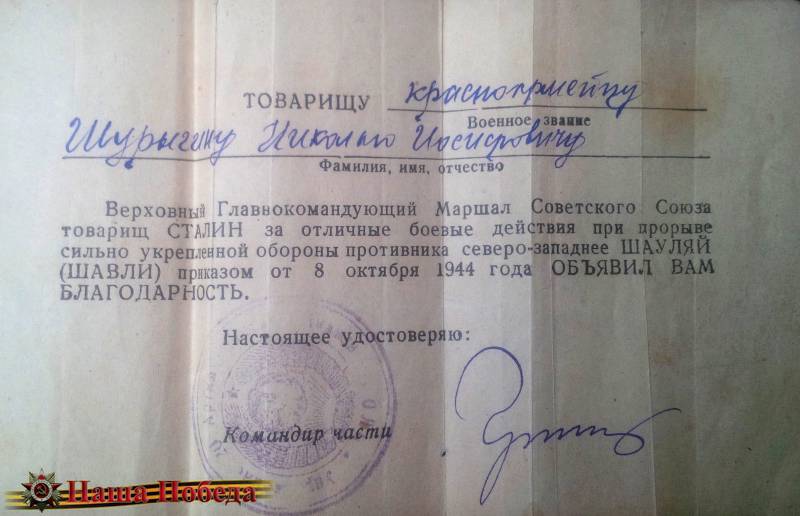 ТОВАРИЩУ красноармейцу
Военное звание
Шурыгину Николаю Иосифовичу
Фамилия, имя, отчество
Верховный Главнокомандующий Маршал Советского Союза
товарищ СТАЛИН за отличные боевые действия при прорыве
сильно укрепленной обороны противника северо-западнее ШАУЛЯЙ
(ШАВЛИ) приказом от 8 октября 1944 года ОБЪЯВИЛ ВАМ
БЛАГОДАРНОСТЬ.
Настоящее удостоверяю:
Командир части
Наша Победа